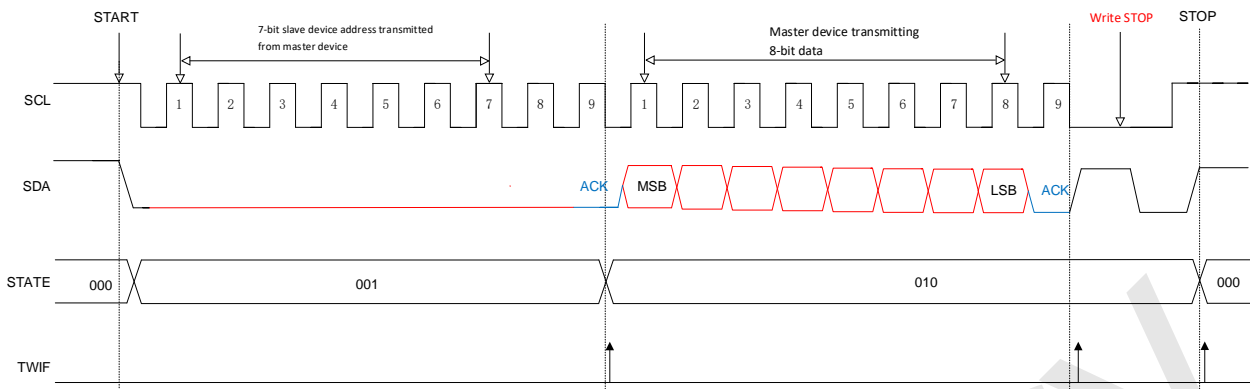 START
7-bit slave device address transmitted
from master device
Master device transmitting
8-bit data
Write STOP
STOP
SCL
1 2 3 4 5 6 7 8 9 1 2 3 4 5 6 7 8 9
SDA
ACK MSB LSB ACK
STATE
000 001 010 000
TWIF